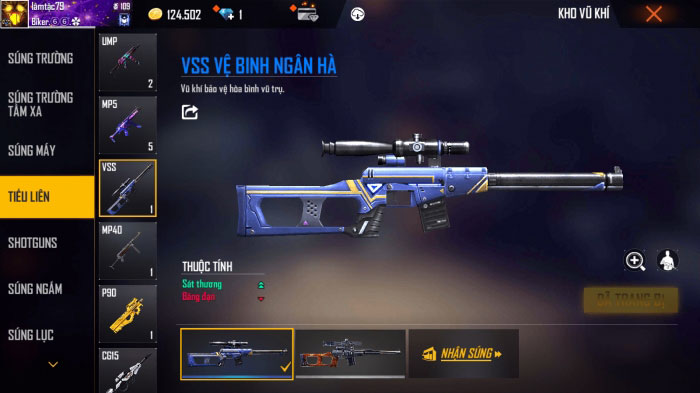 làmtặc79
109
Biker. 66
124.502
1
KHO VŨ KHÍ
SÚNG TRƯỜNG
SÚNG TRƯỜNG TẦM XA
SÚNG MÁY
TIỂU LIÊN
SHOTGUNS
SÚNG NGẮM
SÚNG LỤC
UMP
2
MP5
5
VSS
1
MP40
1
P90
1
CG15
VSS VỆ BINH NGÂN HÀ
Vũ khí bảo vệ hòa bình vũ trụ.
THUỘC TÍNH
Sát thương
Băng đạn
ĐÃ TRANG BỊ
NHẬN SÚNG